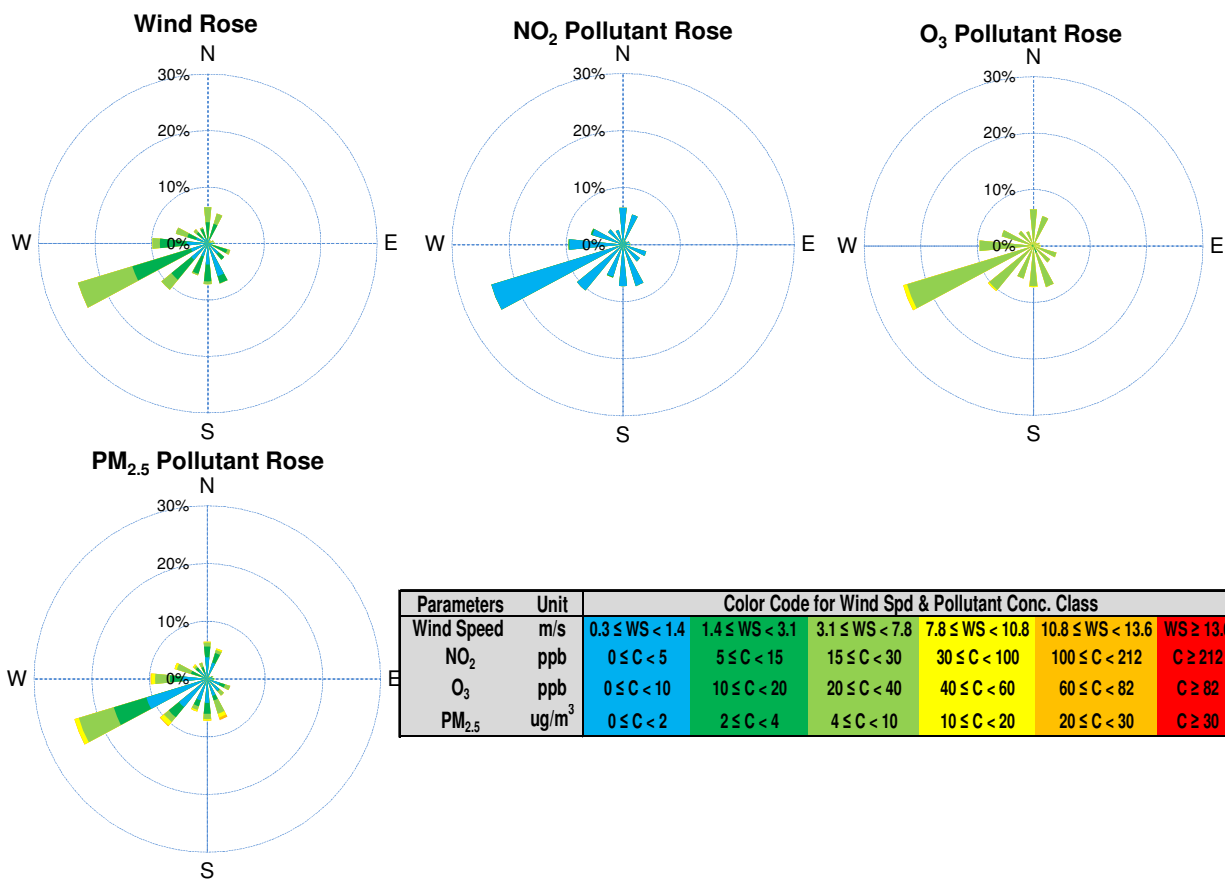 Wind Rose
N
30%
20%
10%
0%
W
E
S
NO₂ Pollutant Rose
N
30%
20%
10%
0%
W
E
S
O₃ Pollutant Rose
N
30%
20%
10%
0%
W
E
S
PM₂.₅ Pollutant Rose
N
30%
20%
10%
0%
W
E
S
Parameters Unit Color Code for Wind Spd & Pollutant Conc. Class
Wind Speed m/s 0.3 ≤ WS < 1.4 1.4 ≤ WS < 3.1 3.1 ≤ WS < 7.8 7.8 ≤ WS < 10.8 10.8 ≤ WS < 13.6 WS ≥ 13.6
NO₂ ppb 0 ≤ C < 5 5 ≤ C < 15 15 ≤ C < 30 30 ≤ C < 100 100 ≤ C < 212 C ≥ 212
O₃ ppb 0 ≤ C < 10 10 ≤ C < 20 20 ≤ C < 40 40 ≤ C < 60 60 ≤ C < 82 C ≥ 82
PM₂.₅ ug/m³ 0 ≤ C < 2 2 ≤ C < 4 4 ≤ C < 10 10 ≤ C < 20 20 ≤ C < 30 C ≥ 30